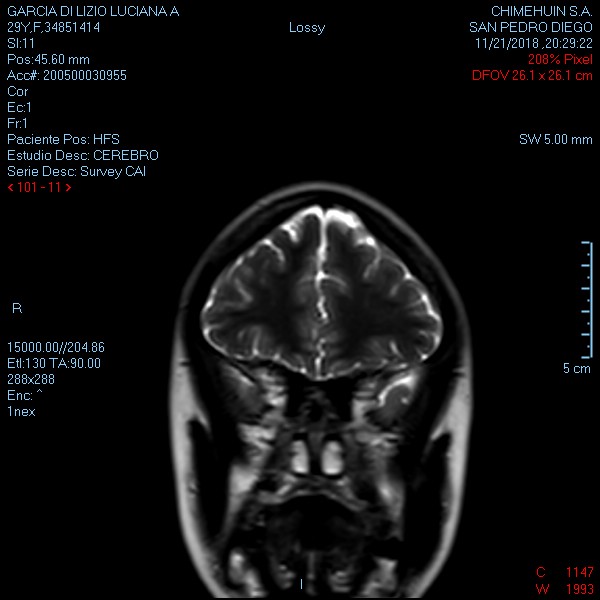 GARCIA DI LIZIO LUCIANA A
29Y,F,34851414
Sl:11
Pos:45.60 mm
Acc#: 200500030955
Cor
Ec:1
Fr:1
Paciente Pos: HFS
Estudio Desc: CEREBRO
Serie Desc: Survey CAI
< 101 - 11 >
Lossy
CHIMEHUIN S.A.
SAN PEDRO DIEGO
11/21/2018 ,20:29:22
208% Pixel
DFOV 26.1 x 26.1 cm
SW 5.00 mm
R
15000.00//204.86
Etl:130 TA:90.00
288x288
Enc: ^
1nex
5 cm
I
C 1147
W 1993